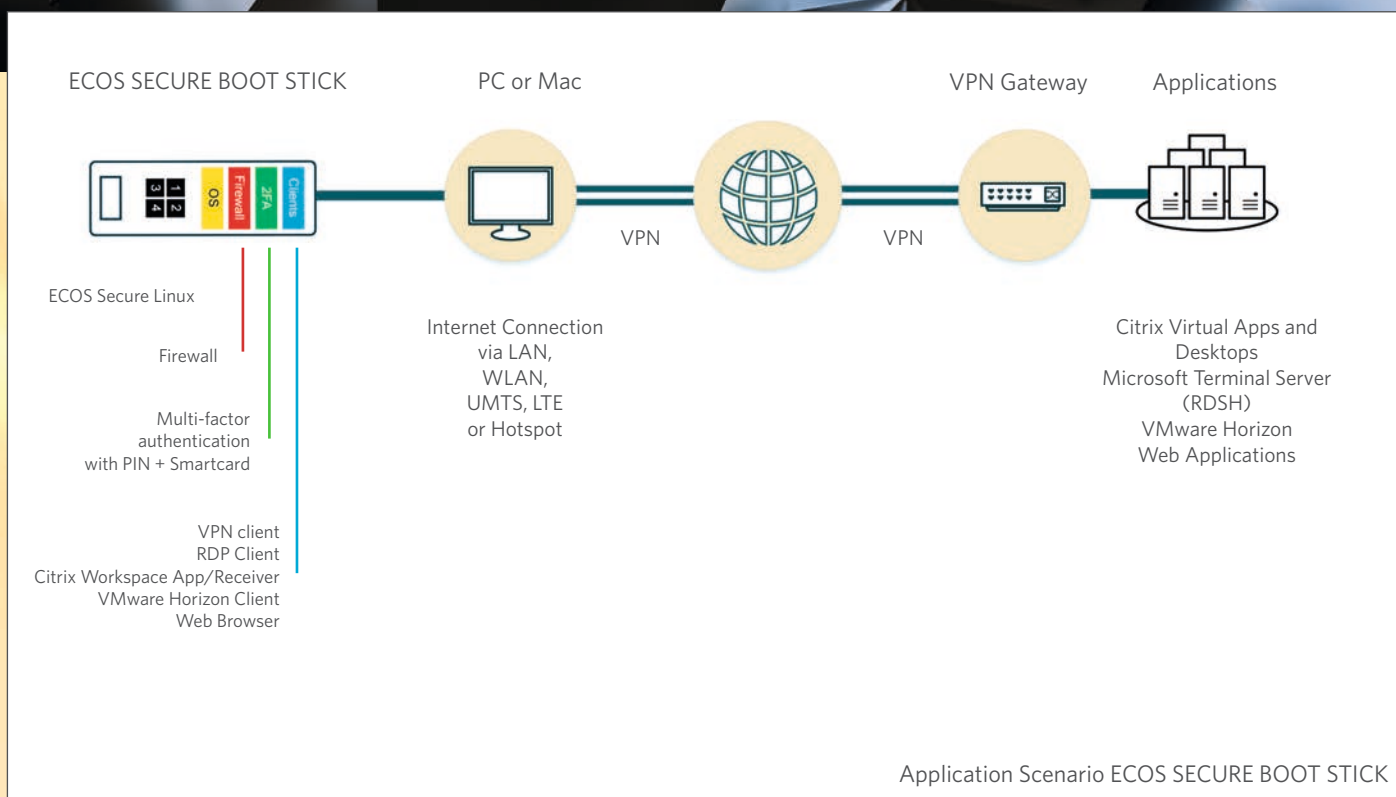 ECOS SECURE BOOT STICK
PC or Mac
VPN Gateway
Applications
1 2
3 4
OS
Firewall
2FA
Clients
VPN
VPN
ECOS Secure Linux
Firewall
Multi-factor
authentication
with PIN + Smartcard
VPN client
RDP Client
Citrix Workspace App/Receiver
VMware Horizon Client
Web Browser
Internet Connection
via LAN,
WLAN,
UMTS, LTE
or Hotspot
Citrix Virtual Apps and
Desktops
Microsoft Terminal Server
(RDSH)
VMware Horizon
Web Applications
Application Scenario ECOS SECURE BOOT STICK